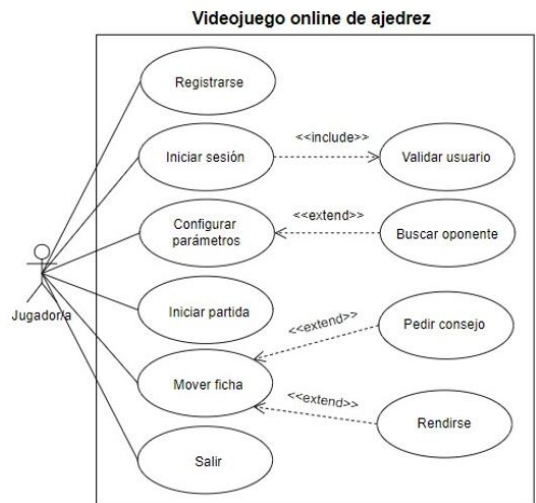 Videojuego online de ajedrez
Registrarse
<<include>>
Iniciar sesión
Validar usuario
<<extend>>
Configurar
parámetros
Buscar oponente
Jugador/a
Iniciar partida
<<extend>>
Pedir consejo
Mover ficha
<<extend>>
Rendirse
Salir